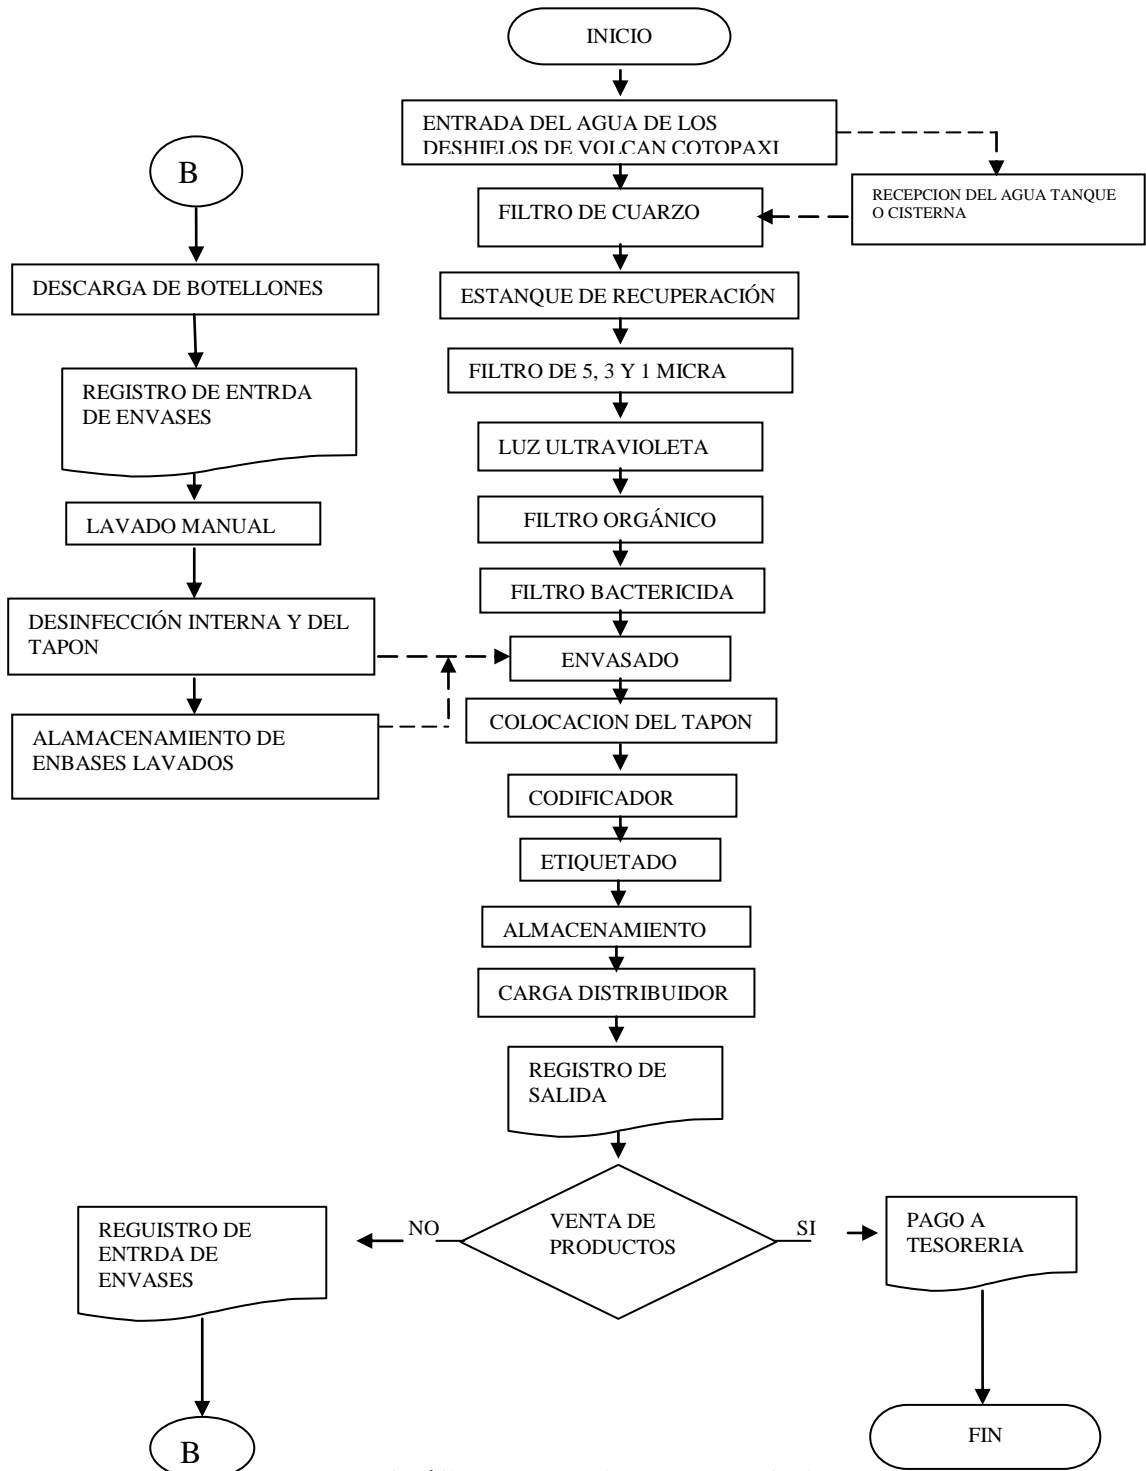 INICIO
ENTRADA DEL AGUA DE LOS
DESHIELOS DE VOLCAN COTOPAXI
RECEPCION DEL AGUA TANQUE
O CISTERNA
FILTRO DE CUARZO
ESTANQUE DE RECUPERACIÓN
FILTRO DE 5, 3 Y 1 MICRA
LUZ ULTRAVIOLETA
FILTRO ORGÁNICO
FILTRO BACTERICIDA
B
DESCARGA DE BOTELLONES
REGISTRO DE ENTRDA
DE ENVASES
LAVADO MANUAL
DESINFECCIÓN INTERNA Y DEL
TAPON
ALAMACENAMIENTO DE
ENBASES LAVADOS
ENVASADO
COLOCACION DEL TAPON
CODIFICADOR
ETIQUETADO
ALMACENAMIENTO
CARGA DISTRIBUIDOR
REGISTRO DE
SALIDA
VENTA DE
PRODUCTOS
NO
SI
REGUISTRO DE
ENTRDA DE
ENVASES
PAGO A
TESORERIA
B
FIN